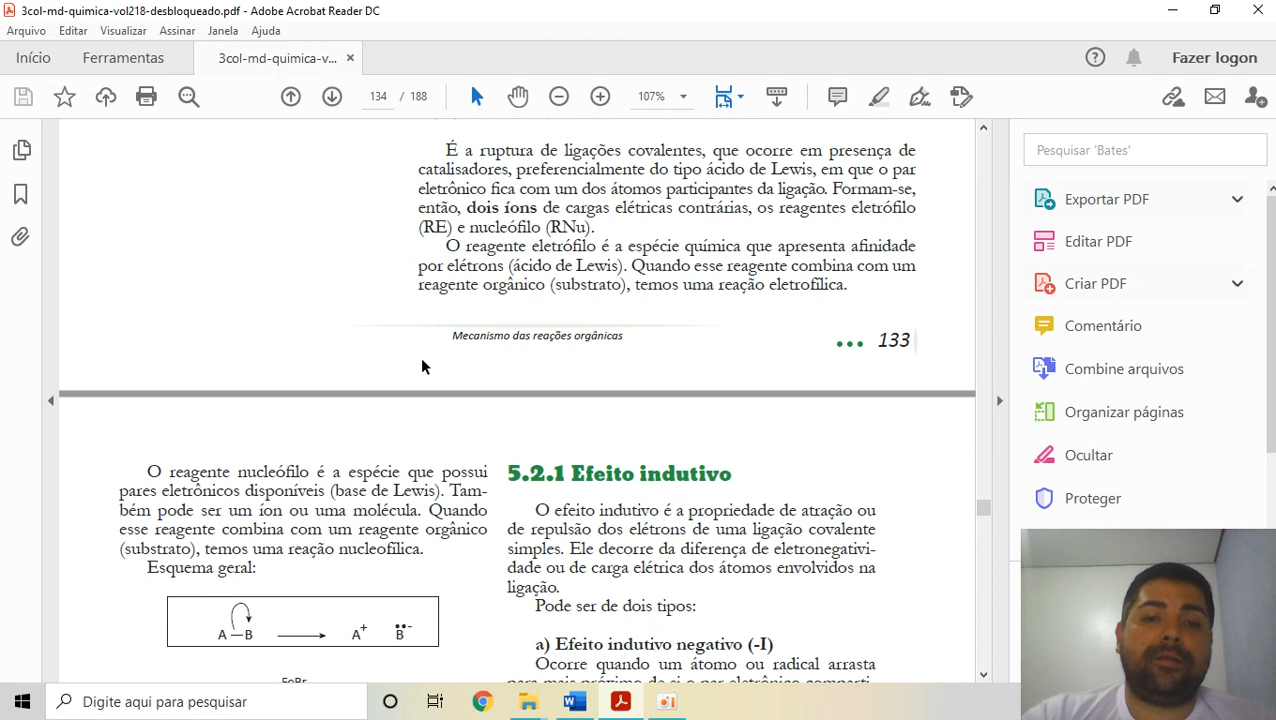 3col-md-quimica-vol218-desbloqueado.pdf - Adobe Acrobat Reader DC
Arquivo Editar Visualizar Assinar Janela Ajuda
Início Ferramentas 3col-md-quimica-v... × Fazer logon
134 / 188 107%
É a ruptura de ligações covalentes, que ocorre em presença de
catalisadores, preferencialmente do tipo ácido de Lewis, em que o par
eletrônico fica com um dos átomos participantes da ligação. Formam-se,
então, dois íons de cargas elétricas contrárias, os reagentes eletrófilo
(RE) e nucleófilo (RNu).
O reagente eletrófilo é a espécie química que apresenta afinidade
por elétrons (ácido de Lewis). Quando esse reagente combina com um
reagente orgânico (substrato), temos uma reação eletrofílica.
Mecanismo das reações orgânicas
••• 133
O reagente nucleófilo é a espécie que possui
pares eletrônicos disponíveis (base de Lewis). Tam-
bém pode ser um íon ou uma molécula. Quando
esse reagente combina com um reagente orgânico
(substrato), temos uma reação nucleofílica.
Esquema geral:
A — B ⟶ A+ B••-
5.2.1 Efeito indutivo
O efeito indutivo é a propriedade de atração ou
de repulsão dos elétrons de uma ligação covalente
simples. Ele decorre da diferença de eletronegativi-
dade ou de carga elétrica dos átomos envolvidos na
ligação.
Pode ser de dois tipos:
a) Efeito indutivo negativo (-I)
Ocorre quando um átomo ou radical arrasta
para mais próximo de si o par eletrônico comparti-
Pesquisar 'Bates'
Exportar PDF
Editar PDF
Criar PDF
Comentário
Combine arquivos
Organizar páginas
Ocultar
Proteger
Digite aqui para pesquisar